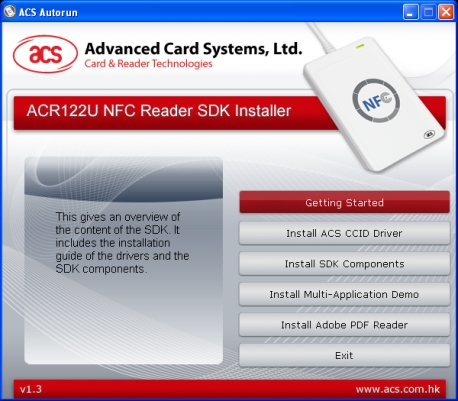 ACS Autorun
acs
Advanced Card Systems, Ltd.
Card & Reader Technologies
NFC
acs
ACR122U NFC Reader SDK Installer
This gives an overview of
the content of the SDK. It
includes the installation
guide of the drivers and the
SDK components.
Getting Started
Install ACS CCID Driver
Install SDK Components
Install Multi-Application Demo
Install Adobe PDF Reader
Exit
v1.3
www.acs.com.hk